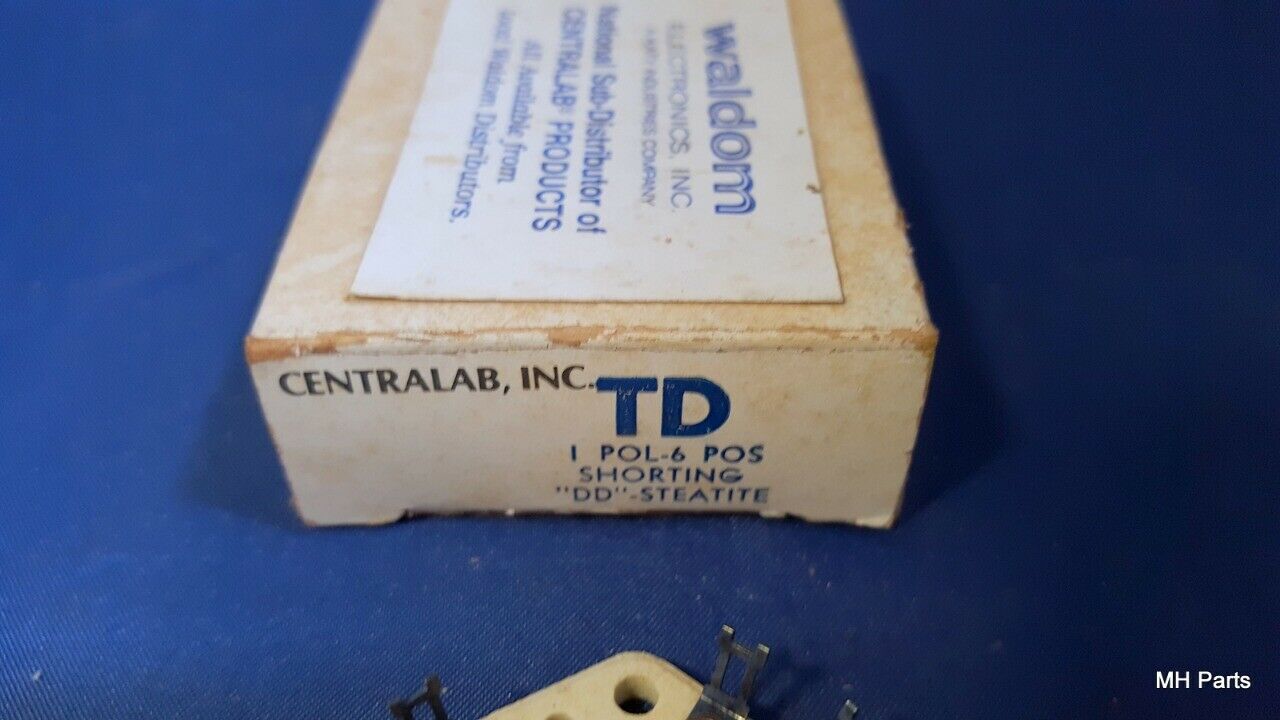 waldom
ELECTRONICS, INC.
COMPANY
National Sub-Distributor of
CENTRALAB® PRODUCTS
All Available from
Waldom Distributors.
CENTRALAB, INC.
TD
1 POL-6 POS
SHORTING
"DD"-STEATITE
MH Parts